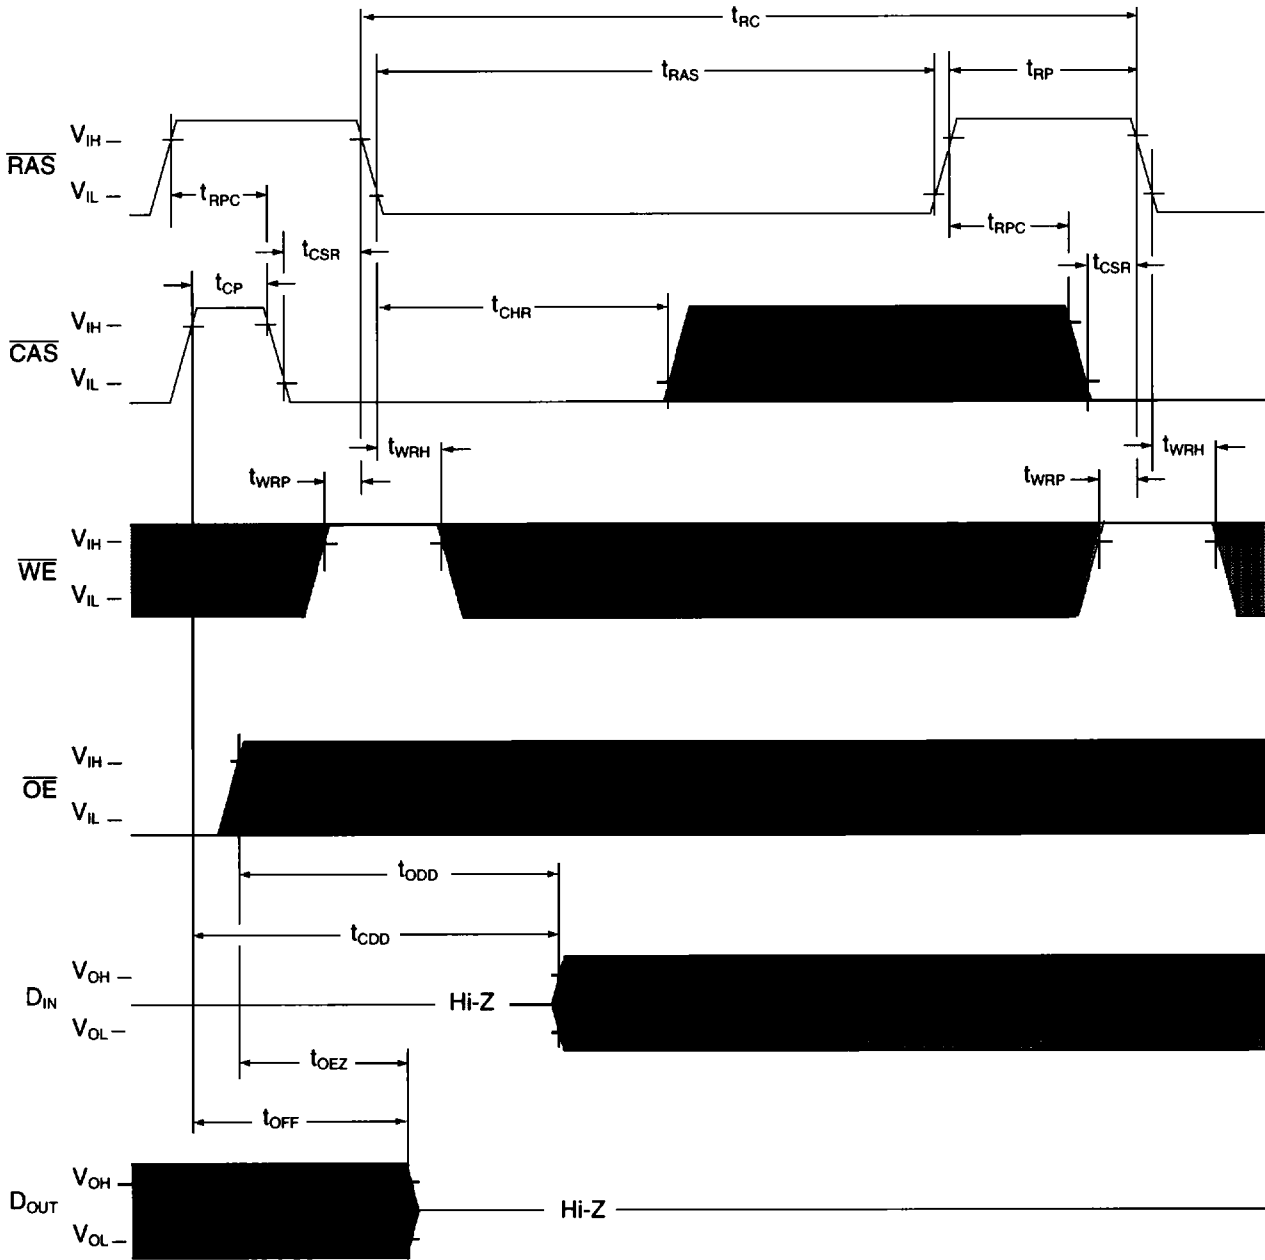 tRC
tRAS
tRP
VIH
RAS
VIL
tRPC
tRPC
tCSR
tCSR
tCP
tCHR
VIH
CAS
VIL
tWRH
tWRH
tWRP
tWRP
VIH
WE
VIL
VIH
OE
VIL
tODD
tCDD
VOH
DIN
Hi-Z
VOL
tOEZ
tOFF
VOH
DOUT
Hi-Z
VOL